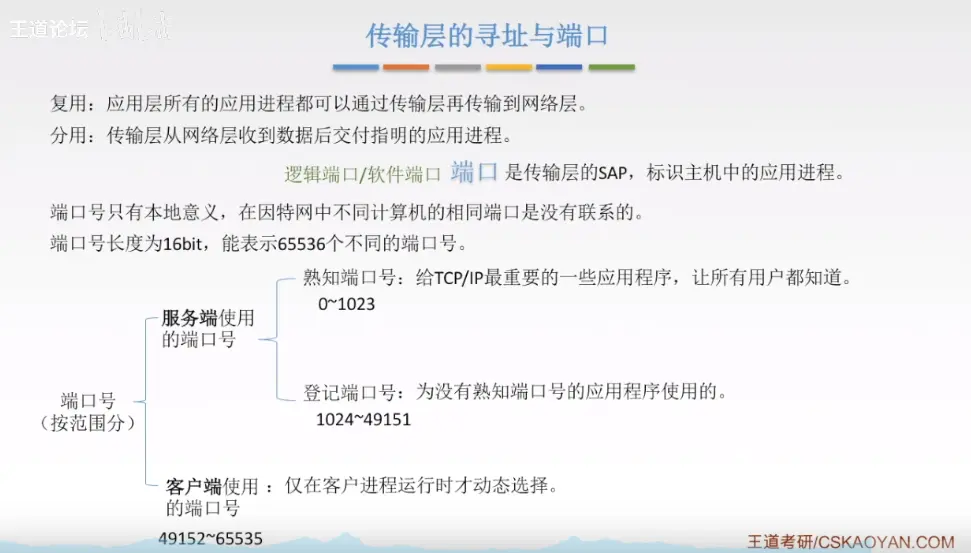 王道论坛
传输层的寻址与端口
复用：应用层所有的应用进程都可以通过传输层再传输到网络层。
分用：传输层从网络层收到数据后交付指明的应用进程。
逻辑端口/软件端口 端口 是传输层的SAP，标识主机中的应用进程。
端口号只有本地意义，在因特网中不同计算机的相同端口是没有联系的。
端口号长度为16bit，能表示65536个不同的端口号。
熟知端口号：给TCP/IP最重要的一些应用程序，让所有用户都知道。
0~1023
服务端使用
的端口号
登记端口号：为没有熟知端口号的应用程序使用的。
1024~49151
端口号
（按范围分）
客户端使用：仅在客户进程运行时才动态选择。
的端口号
49152~65535
王道考研/CSKAOYAN.COM